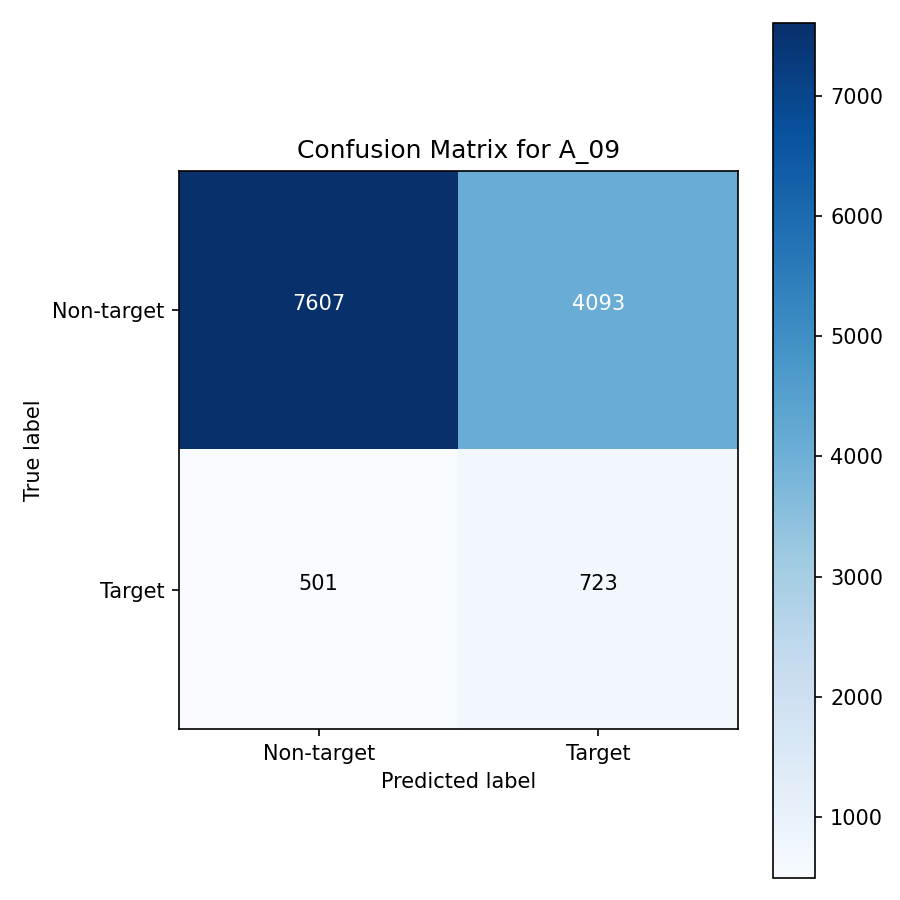 Confusion Matrix for A_09
True label
Non-target
Target
7607
4093
501
723
Non-target
Target
Predicted label
7000
6000
5000
4000
3000
2000
1000